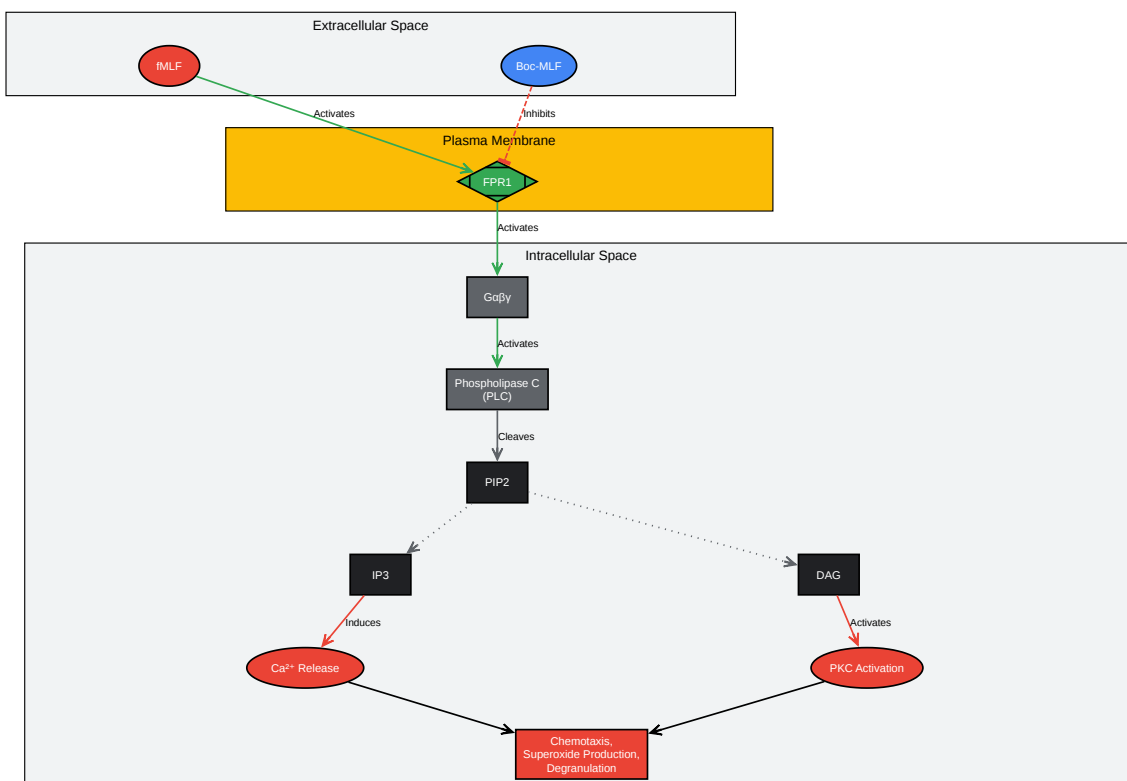 Extracellular Space
fMLF
Boc-MLF
Activates
Inhibits
Plasma Membrane
FPR1
Activates
Intracellular Space
Gαβγ
Activates
Phospholipase C
(PLC)
Cleaves
PIP2
IP3
DAG
Induces
Activates
Ca²⁺ Release
PKC Activation
Chemotaxis,
Superoxide Production,
Degranulation